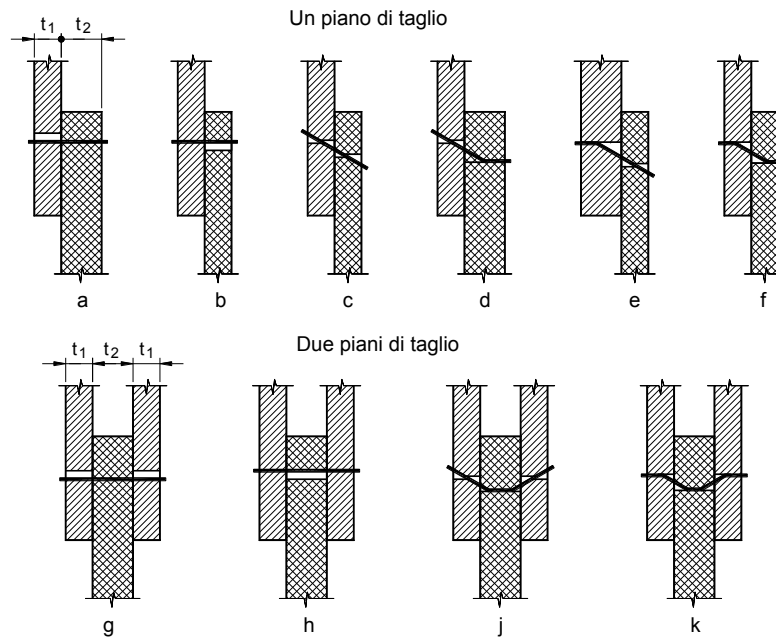 Un piano di taglio
t1 t2
a b c d e f
Due piani di taglio
t1 t2 t1
g h j k